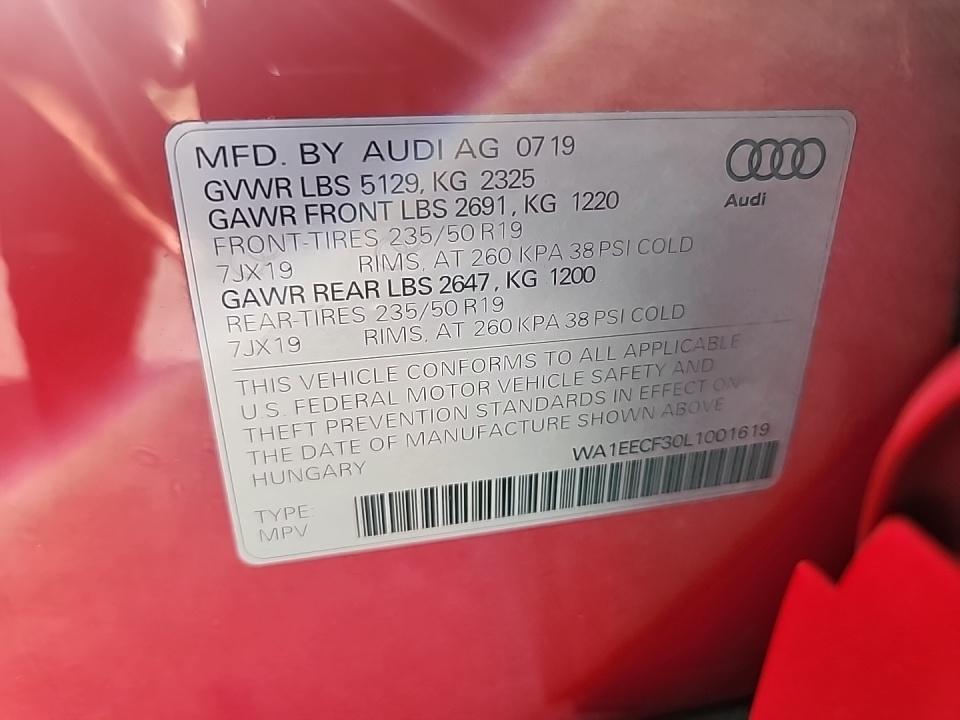 MFD. BY AUDI AG 0719
GVWR LBS 5129, KG 2325
GAWR FRONT LBS 2691, KG 1220
FRONT-TIRES 235/50 R19
7JX19 RIMS, AT 260 KPA 38 PSI COLD
GAWR REAR LBS 2647, KG 1200
REAR-TIRES 235/50 R19
7JX19 RIMS, AT 260 KPA 38 PSI COLD
Audi
THIS VEHICLE CONFORMS TO ALL APPLICABLE
U.S. FEDERAL MOTOR VEHICLE SAFETY AND
THEFT PREVENTION STANDARDS IN EFFECT ON
THE DATE OF MANUFACTURE SHOWN ABOVE
HUNGARY
WA1EECF30L1001619
TYPE:
MPV